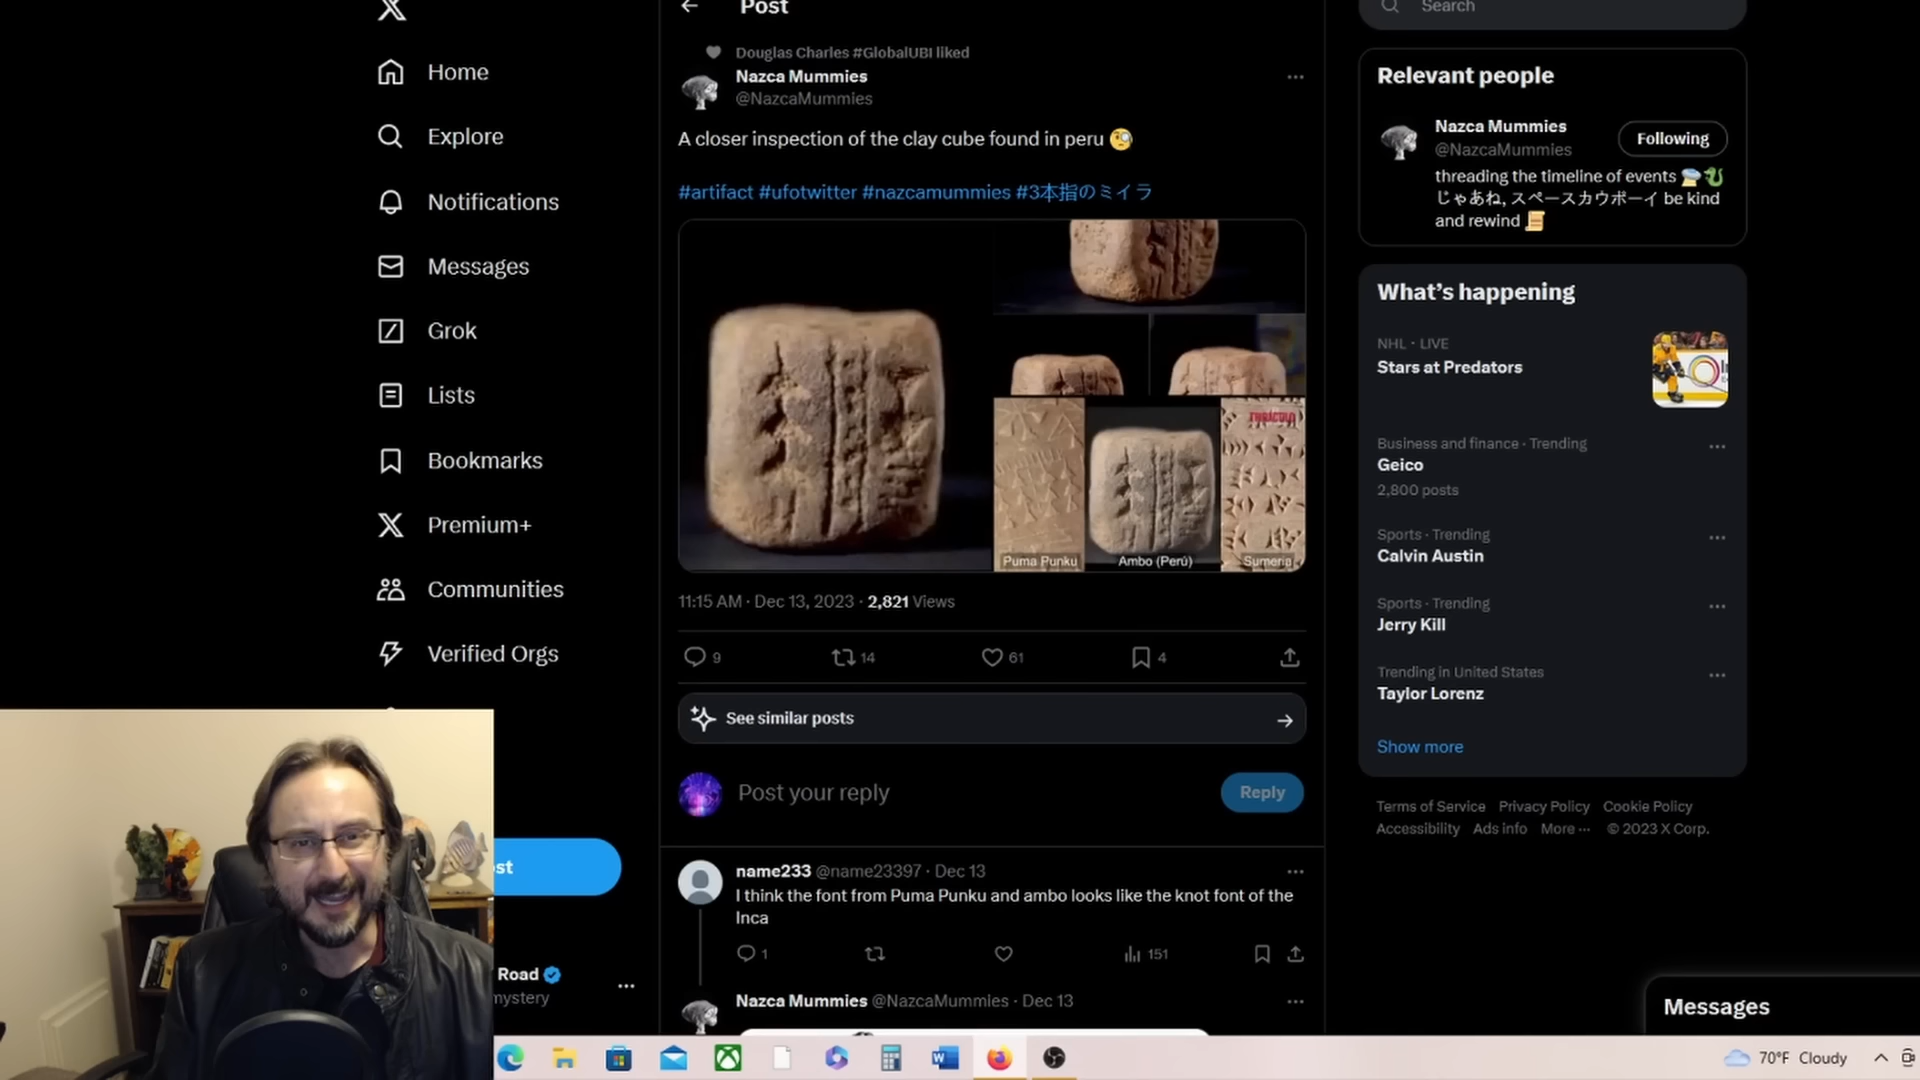 Home
Explore
Notifications
Messages
Grok
Lists
Bookmarks
Premium+
Communities
Verified Orgs
st
Road
mystery
Post
Douglas Charles #GlobalUBI liked
Nazca Mummies
@NazcaMummies
A closer inspection of the clay cube found in peru 🧐
#artifact #ufotwitter #nazcamummies #3本指のミイラ
Puma Punku
Ambo (Perú)
Sumeria
11:15 AM · Dec 13, 2023 · 2,821 Views
9
14
61
4
See similar posts
Post your reply
Reply
name233 @name23397 · Dec 13
I think the font from Puma Punku and ambo looks like the knot font of the
Inca
1
151
Nazca Mummies @NazcaMummies · Dec 13
Search
Relevant people
Nazca Mummies
@NazcaMummies
Following
threading the timeline of events
じゃあね, スペースカウボーイ be kind
and rewind
What's happening
NHL · LIVE
Stars at Predators
Business and finance · Trending
Geico
2,800 posts
Sports · Trending
Calvin Austin
Sports · Trending
Jerry Kill
Trending in United States
Taylor Lorenz
Show more
Terms of Service Privacy Policy Cookie Policy
Accessibility Ads info More ··· © 2023 X Corp.
Messages
70°F Cloudy